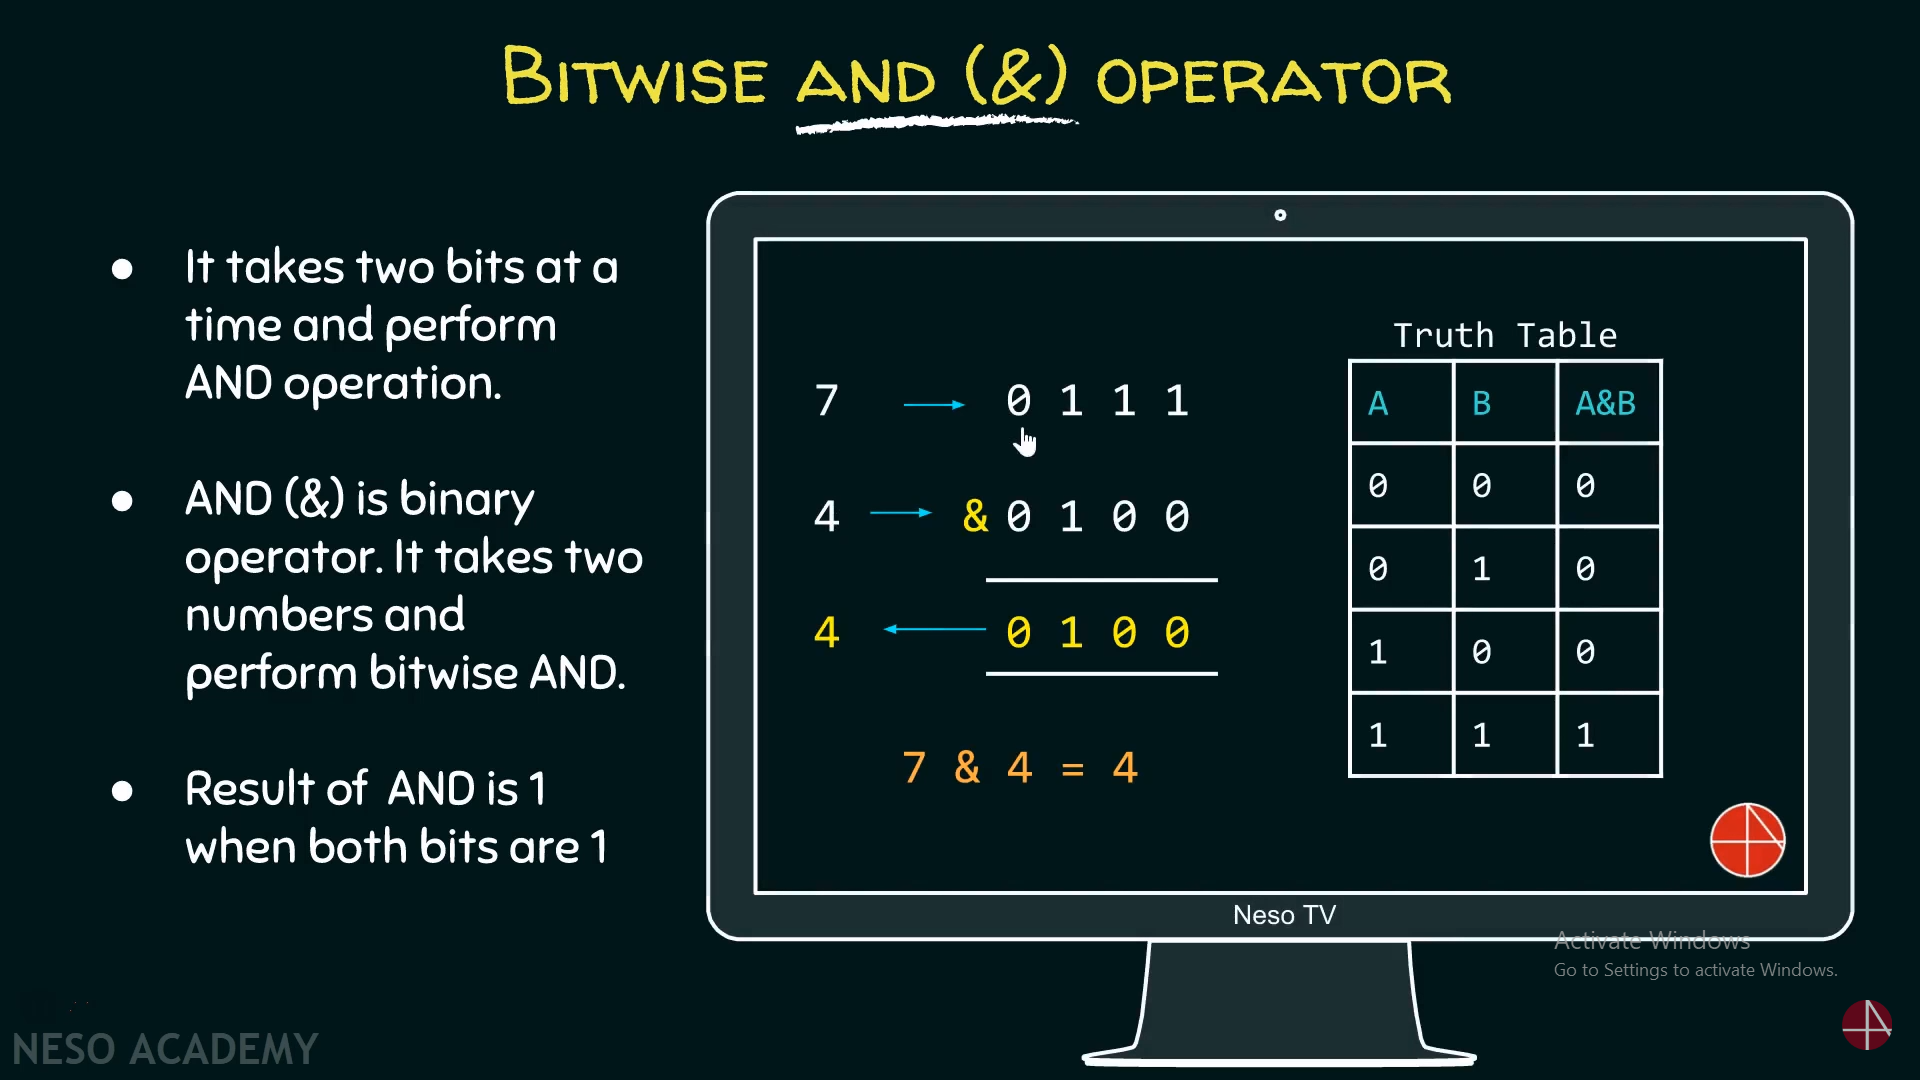 BITWISE AND (&) OPERATOR
● It takes two bits at a
time and perform
AND operation.
● AND (&) is binary
operator. It takes two
numbers and
perform bitwise AND.
● Result of AND is 1
when both bits are 1
7 → 0 1 1 1
4 → & 0 1 0 0
4 ← 0 1 0 0
7 & 4 = 4
Truth Table
A B A&B
0 0 0
0 1 0
1 0 0
1 1 1
Neso TV
Activate Windows
Go to Settings to activate Windows.
NESO ACADEMY